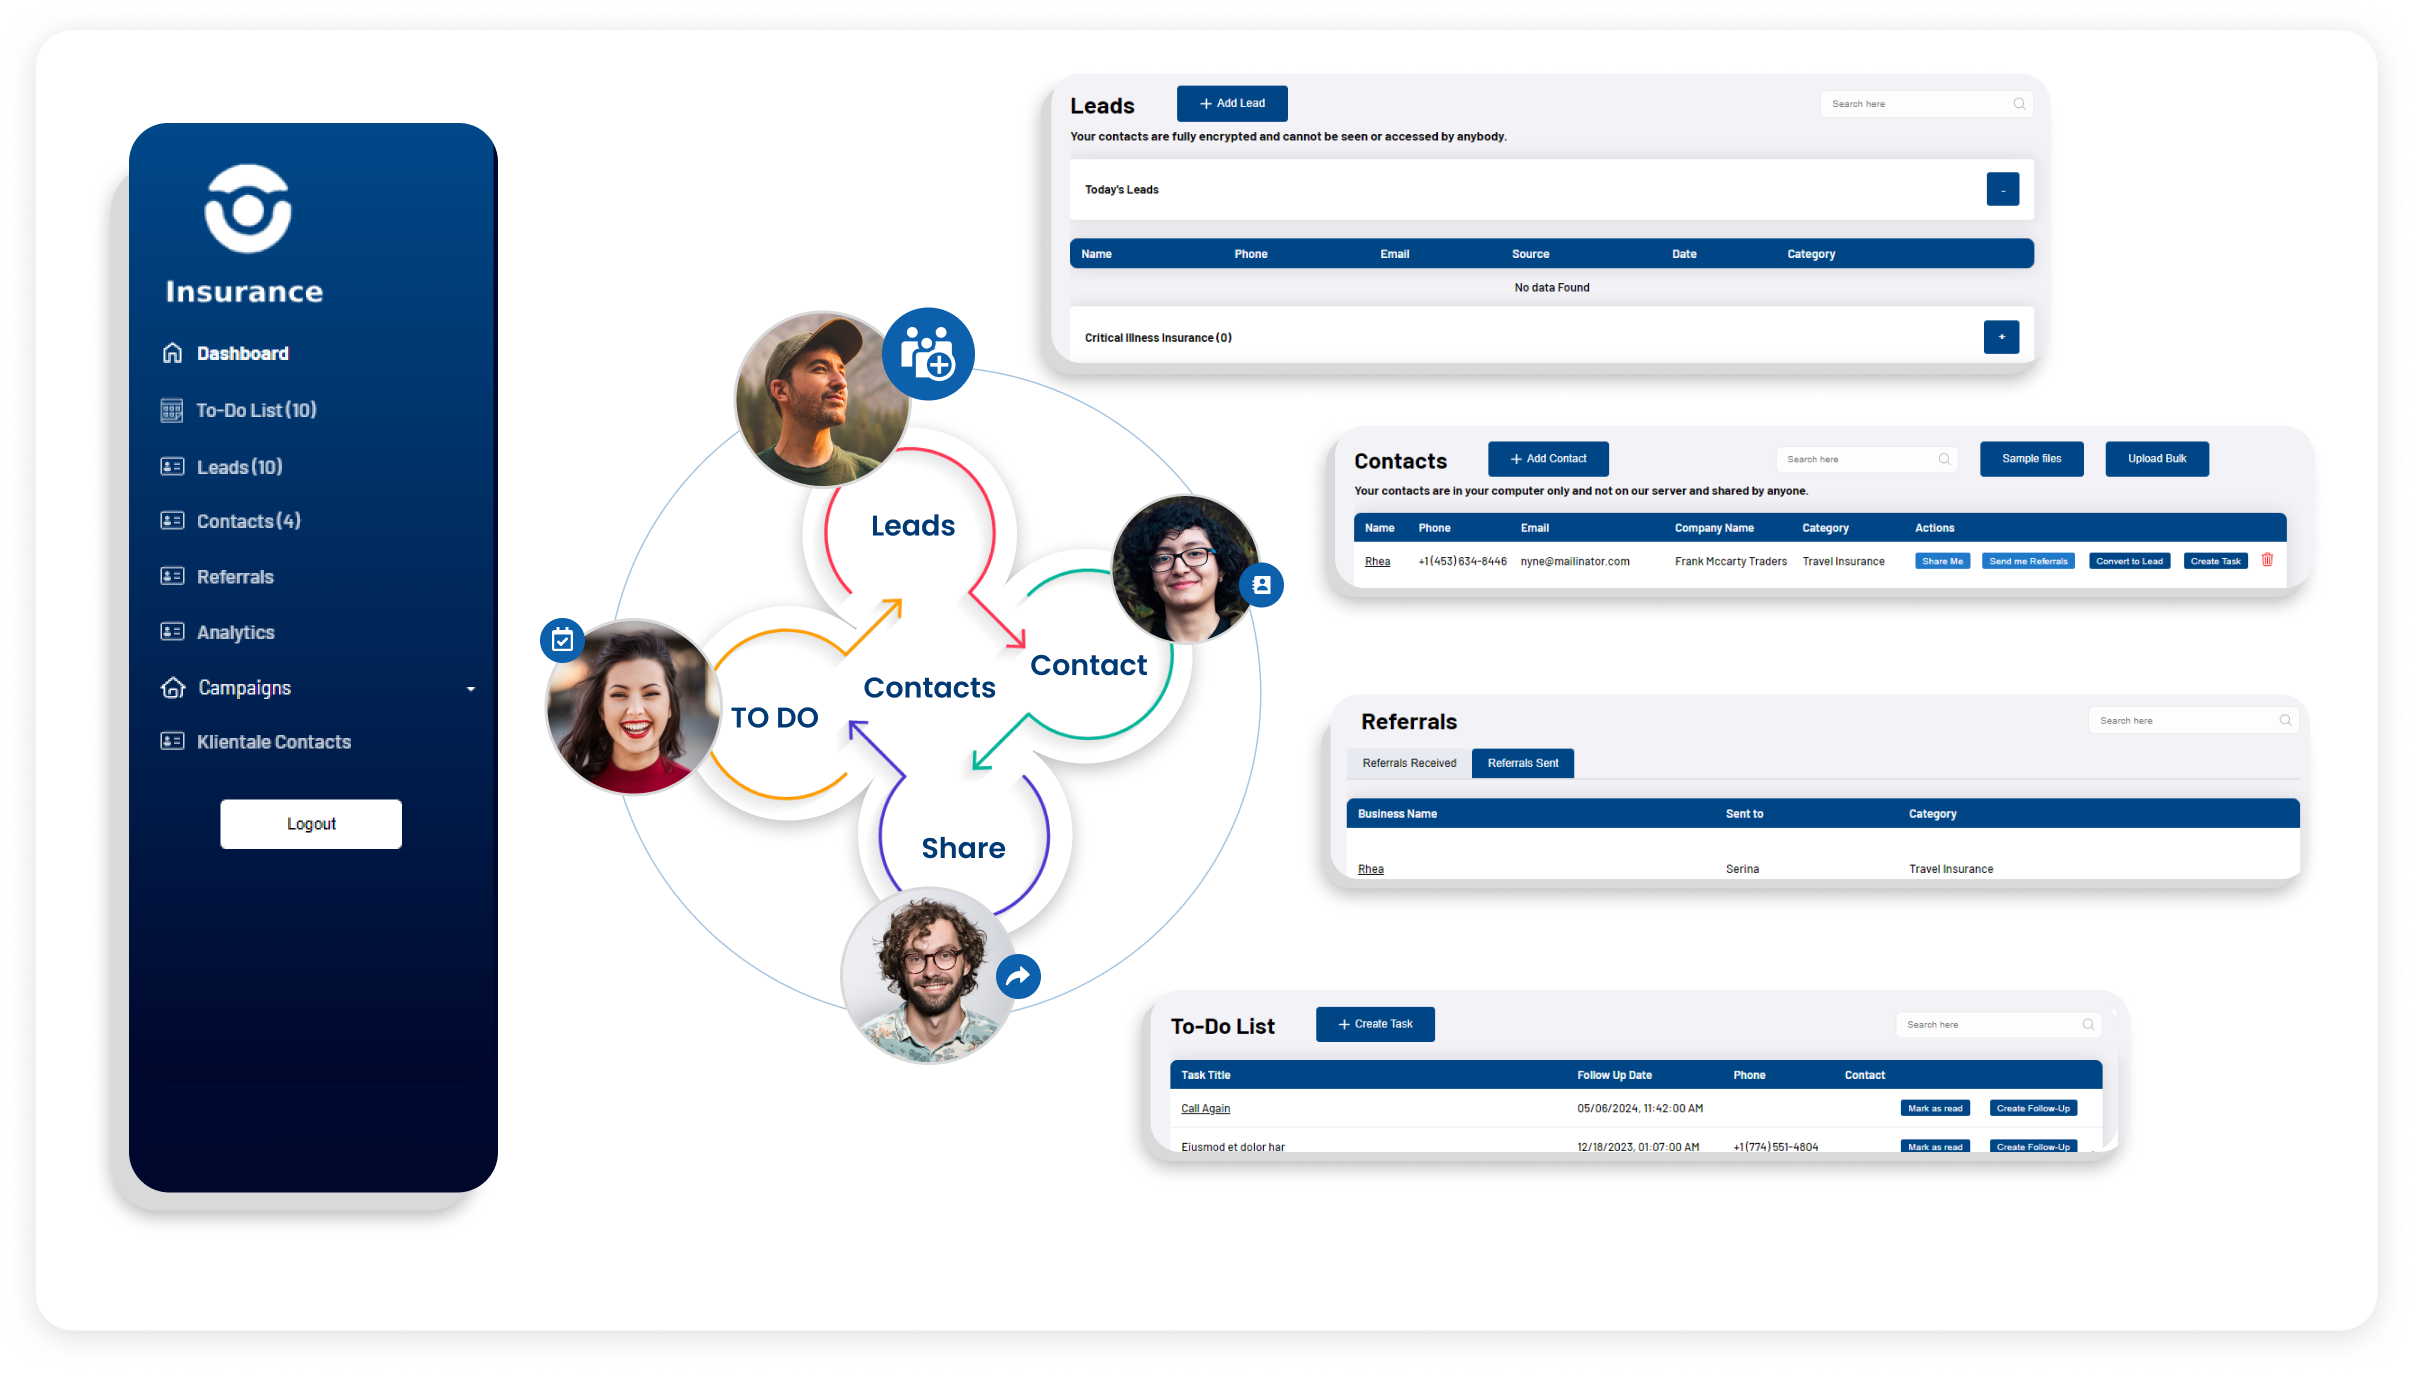 Insurance
Dashboard
To-Do List (10)
Leads (10)
Contacts (4)
Referrals
Analytics
Campaigns
Klientale Contacts
Logout
Leads
Contact
Contacts
TO DO
Share
Leads
+ Add Lead
Search here
Your contacts are fully encrypted and cannot be seen or accessed by anybody.
Today's Leads
-
Name Phone Email Source Date Category
No data Found
Critical Illness Insurance (0)
+
Contacts
+ Add Contact
Search here
Sample files
Upload Bulk
Your contacts are in your computer only and not on our server and shared by anyone.
Name Phone Email Company Name Category Actions
Rhea +1 (453) 634-8446 nyne@mailinator.com Frank Mccarty Traders Travel Insurance Share Me Send me Referrals Convert to Lead Create Task
Referrals
Search here
Referrals Received Referrals Sent
Business Name Sent to Category
Rhea Serina Travel Insurance
To-Do List
+ Create Task
Search here
Task Title Follow Up Date Phone Contact
Call Again 05/06/2024, 11:42:00 AM Mark as read Create Follow-Up
Eiusmod et dolor har 12/18/2023, 01:07:00 AM +1 (774) 551-4804 Mark as read Create Follow-Up